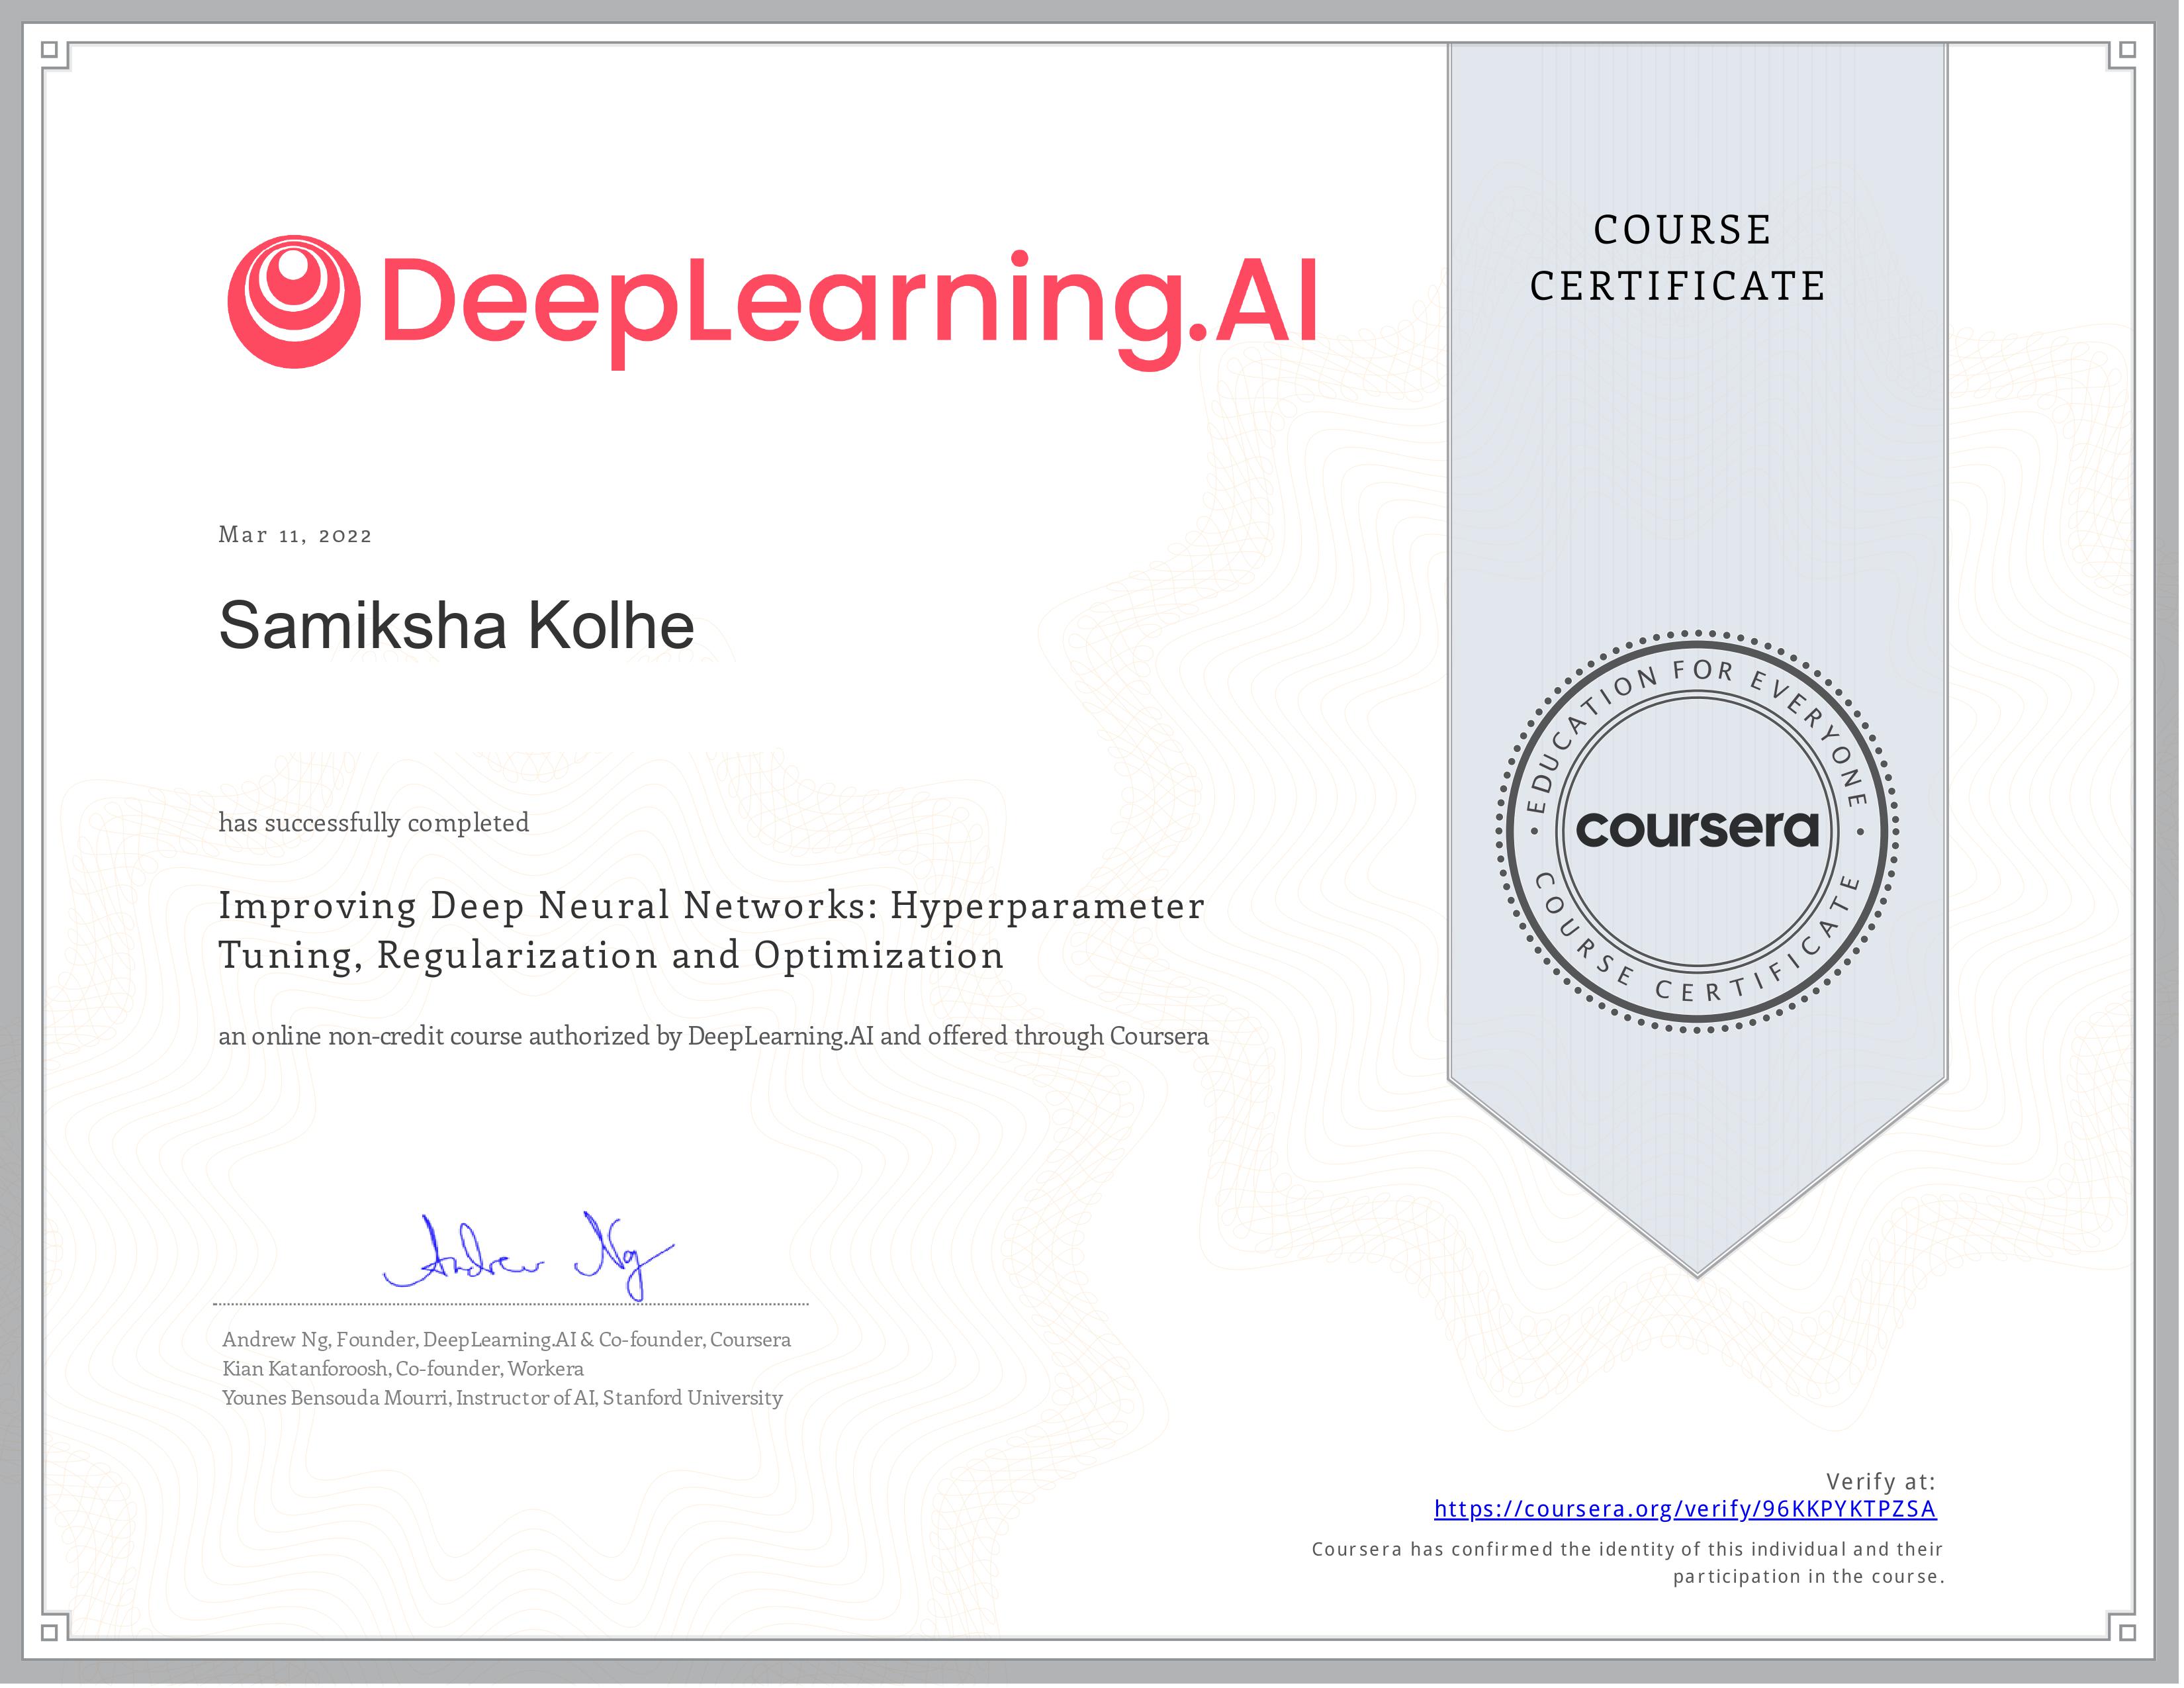 DeepLearning.AI
COURSE
CERTIFICATE
Mar 11, 2022
Samiksha Kolhe
has successfully completed
Improving Deep Neural Networks: Hyperparameter
Tuning, Regularization and Optimization
an online non-credit course authorized by DeepLearning.AI and offered through Coursera
EDUCATION FOR EVERYONE
coursera
COURSE CERTIFICATE
Andrew Ng
Andrew Ng, Founder, DeepLearning.AI & Co-founder, Coursera
Kian Katanforoosh, Co-founder, Workera
Younes Bensouda Mourri, Instructor of AI, Stanford University
Verify at:
https://coursera.org/verify/96KKPYKTPZSA
Coursera has confirmed the identity of this individual and their
participation in the course.